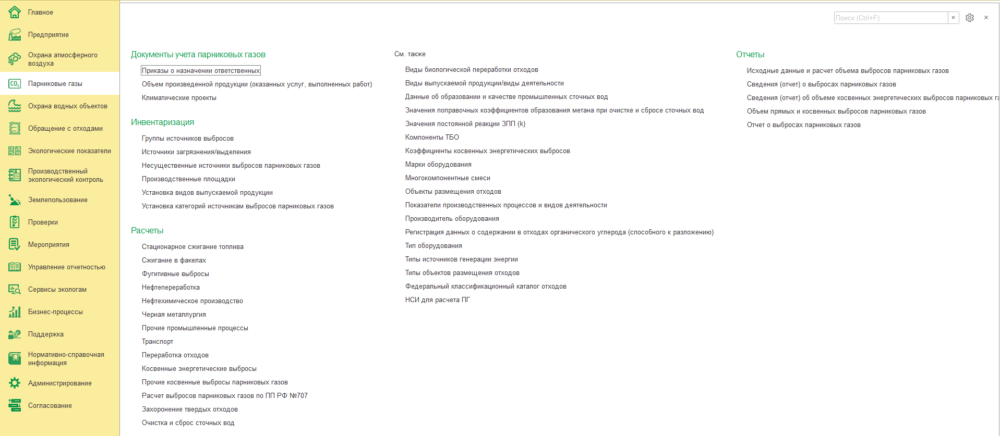 Главное
Предприятие
Охрана атмосферного
воздуха
CO₂
Парниковые газы
Охрана водных объектов
Обращение с отходами
Экологические показатели
Производственный
экологический контроль
Землепользование
Проверки
Мероприятия
Управление отчетностью
Сервисы экологам
Бизнес-процессы
Поддержка
Нормативно-справочная
информация
Администрирование
Согласование
Поиск (Ctrl+F)
Документы учета парниковых газов
Приказы о назначении ответственных
Объем произведенной продукции (оказанных услуг, выполненных работ)
Климатические проекты
Инвентаризация
Группы источников выбросов
Источники загрязнения/выделения
Несущественные источники выбросов парниковых газов
Производственные площадки
Установка видов выпускаемой продукции
Установка категорий источникам выбросов парниковых газов
Расчеты
Стационарное сжигание топлива
Сжигание в факелах
Фугитивные выбросы
Нефтепереработка
Нефтехимическое производство
Черная металлургия
Прочие промышленные процессы
Транспорт
Переработка отходов
Косвенные энергетические выбросы
Прочие косвенные выбросы парниковых газов
Расчет выбросов парниковых газов по ПП РФ №707
Захоронение твердых отходов
Очистка и сброс сточных вод
См. также
Виды биологической переработки отходов
Виды выпускаемой продукции/виды деятельности
Данные об образовании и качестве промышленных сточных вод
Значения поправочных коэффициентов образования метана при очистке и сбросе сточных вод
Значения постоянной реакции ЗПП (k)
Компоненты ТБО
Коэффициенты косвенных энергетических выбросов
Марки оборудования
Многокомпонентные смеси
Объекты размещения отходов
Показатели производственных процессов и видов деятельности
Производитель оборудования
Регистрация данных о содержании в отходах органического углерода (способного к разложению)
Тип оборудования
Типы источников генерации энергии
Типы объектов размещения отходов
Федеральный классификационный каталог отходов
НСИ для расчета ПГ
Отчеты
Исходные данные и расчет объема выбросов парниковых газов
Сведения (отчет) о выбросах парниковых газов
Сведения (отчет) об объеме косвенных энергетических выбросов парниковых га
Объем прямых и косвенных выбросов парниковых газов
Отчет о выбросах парниковых газов